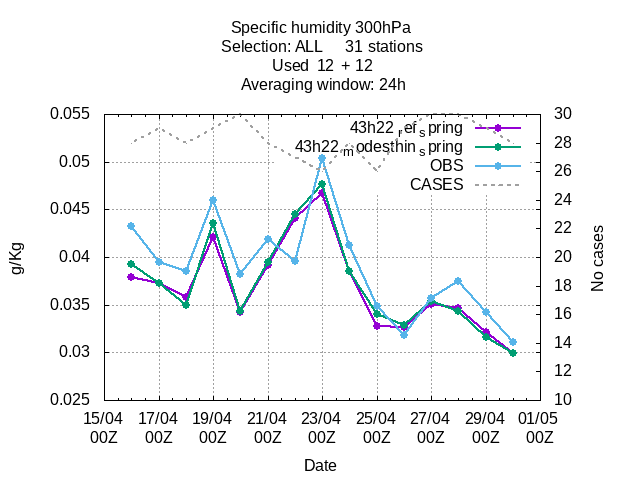 Specific humidity 300hPa
Selection: ALL 31 stations
Used 12 + 12
Averaging window: 24h
0.055
0.05
0.045
0.04
0.035
0.03
0.025
g/Kg
43h22_ref_spring
43h22_modesthin_spring
OBS
CASES
30
28
26
24
22
20
18
16
14
12
10
No cases
15/04 17/04 19/04 21/04 23/04 25/04 27/04 29/04 01/05
00Z 00Z 00Z 00Z 00Z 00Z 00Z 00Z 00Z
Date